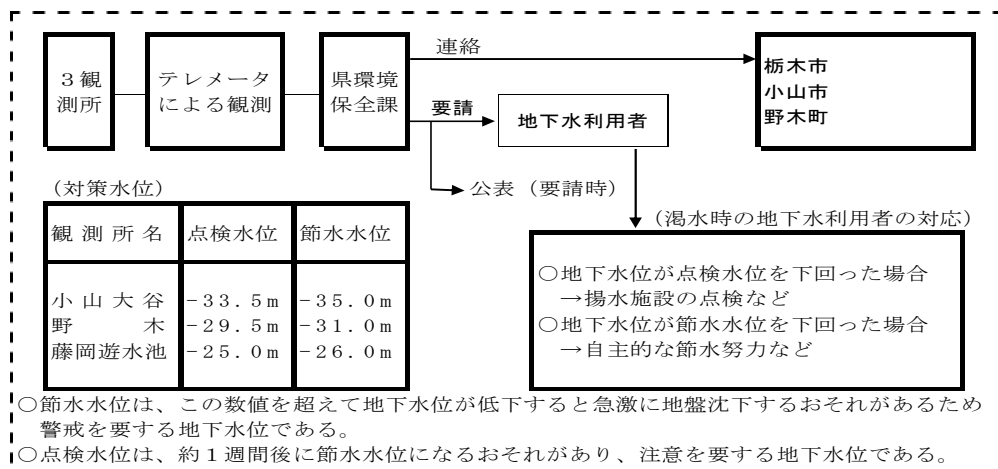 連絡
3観
測所
テレメータ
による観測
県環境
保全課
要請
地下水利用者
栃木市
小山市
野木町
公表（要請時）
（対策水位）
観測所名 点検水位 節水水位
小山大谷 -33.5m -35.0m
野木 -29.5m -31.0m
藤岡遊水池 -25.0m -26.0m
（渇水時の地下水利用者の対応）
○地下水位が点検水位を下回った場合
→揚水施設の点検など
○地下水位が節水水位を下回った場合
→自主的な節水努力など
○節水水位は、この数値を超えて地下水位が低下すると急激に地盤沈下するおそれがあるため
警戒を要する地下水位である。
○点検水位は、約1週間後に節水水位になるおそれがあり、注意を要する地下水位である。